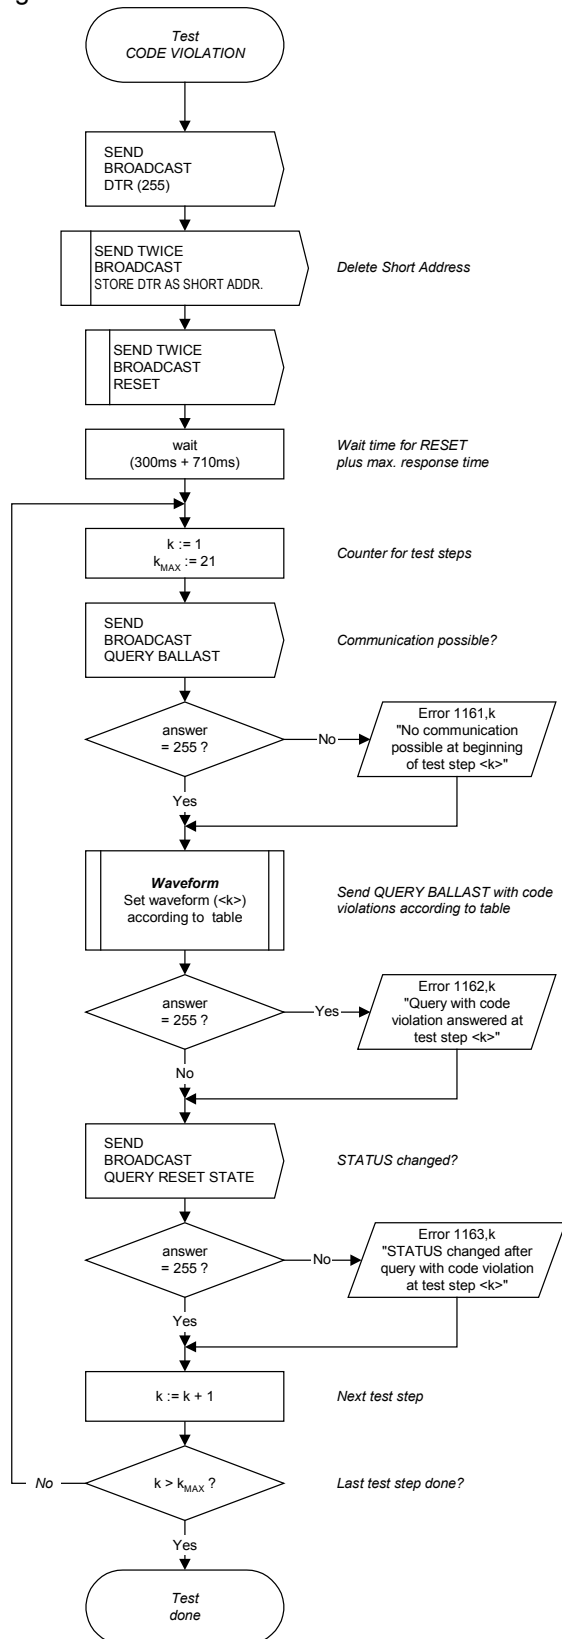 g
Test
CODE VIOLATION
SEND
BROADCAST
DTR (255)
SEND TWICE
BROADCAST
STORE DTR AS SHORT ADDR.
Delete Short Address
SEND TWICE
BROADCAST
RESET
wait
(300ms + 710ms)
Wait time for RESET
plus max. response time
k := 1
kMAX := 21
Counter for test steps
SEND
BROADCAST
QUERY BALLAST
Communication possible?
answer
= 255 ?
No
Error 1161,k
"No communication
possible at beginning
of test step <k>"
Yes
Waveform
Set waveform (<k>)
according to table
Send QUERY BALLAST with code
violations according to table
answer
= 255 ?
Yes
Error 1162,k
"Query with code
violation answered at
test step <k>"
No
SEND
BROADCAST
QUERY RESET STATE
STATUS changed?
answer
= 255 ?
No
Error 1163,k
"STATUS changed after
query with code violation
at test step <k>"
Yes
k := k + 1
Next test step
No
k > kMAX ?
Last test step done?
Yes
Test
done